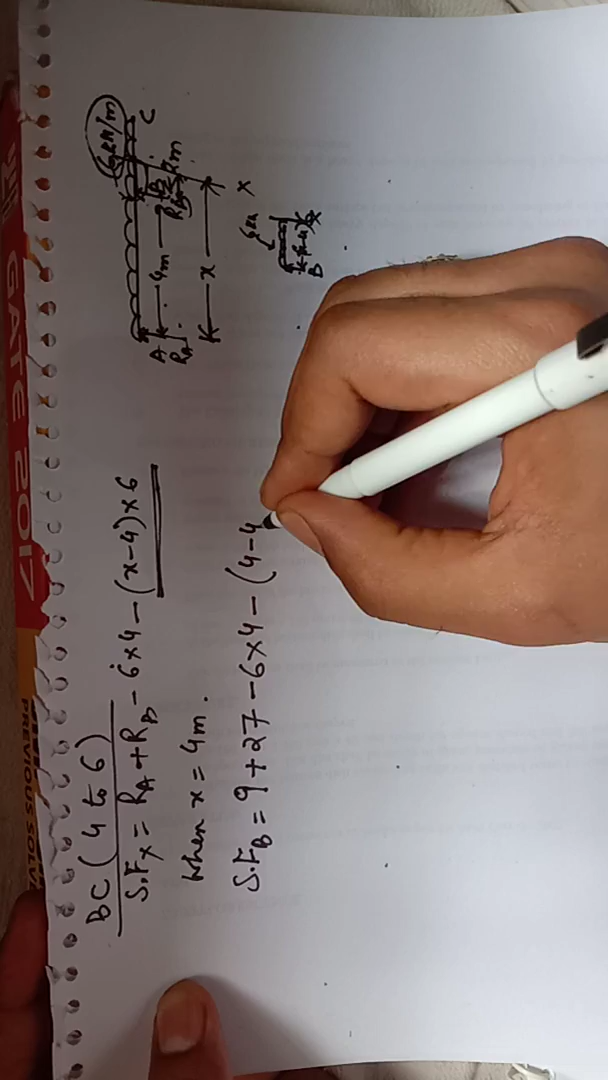 BC (4 to 6)
S.F_x = R_A + R_B - 6×4 - (x-4)×6
When x = 4m.
S.F_B = 9 + 27 - 6×4 - (4-4
6kN/m
C
4m
2m
A
B
R_A
R_B
x
X
B
GATE 2017
PREVIOUS